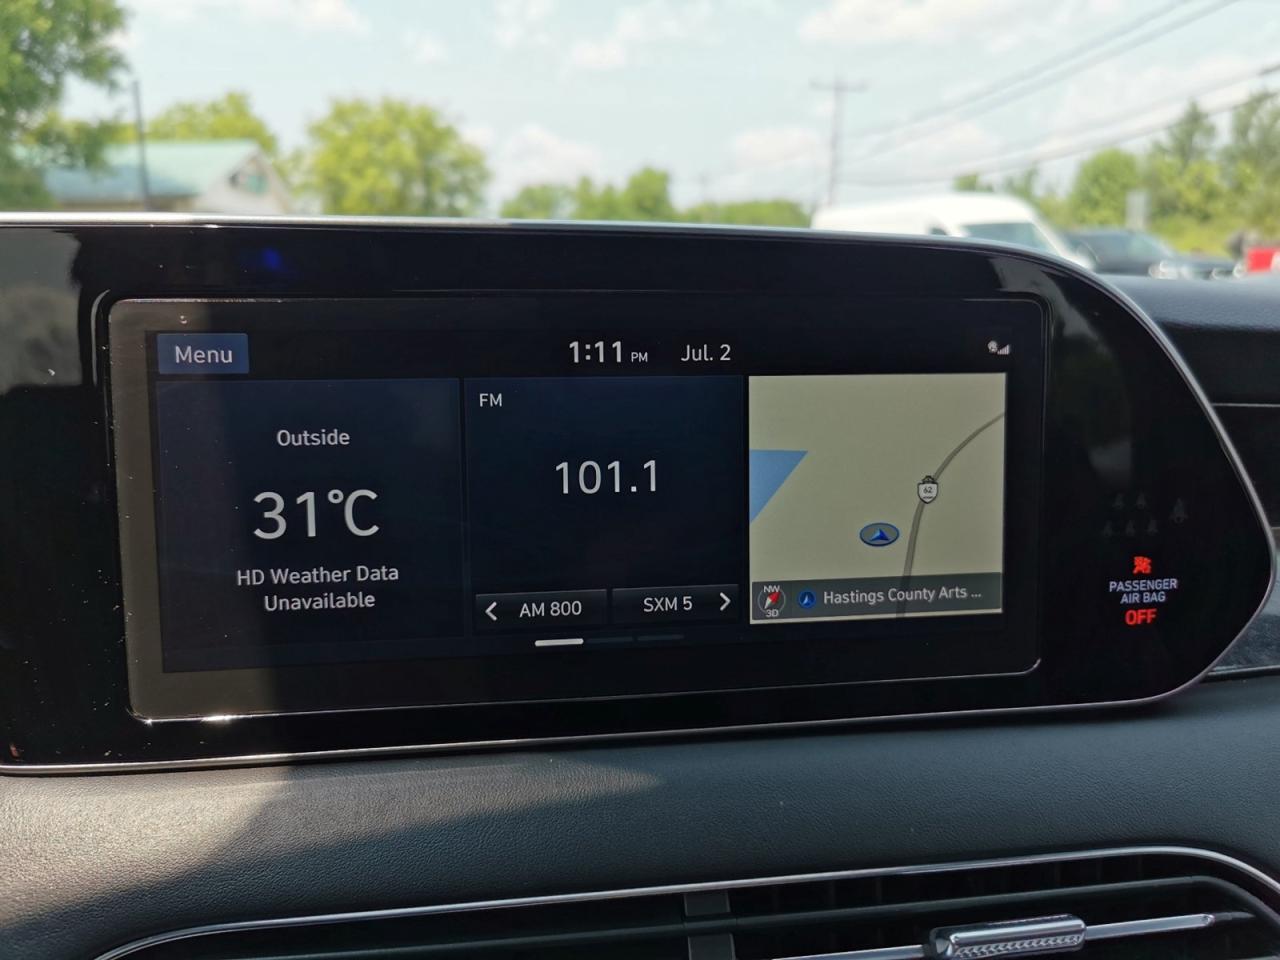 Menu
1:11 PM Jul. 2
Outside
31°C
HD Weather Data
Unavailable
FM
101.1
AM 800
SXM 5
62
NW
3D
Hastings County Arts ...
PASSENGER
AIR BAG
OFF